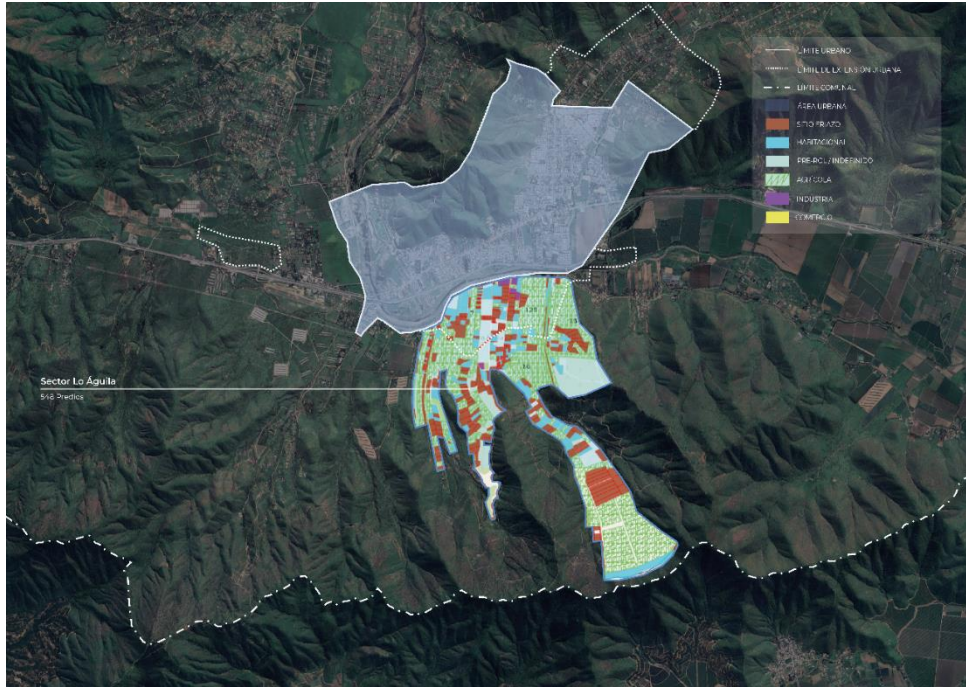 LÍMITE URBANO
LÍMITE DE EXTENSIÓN URBANA
LÍMITE COMUNAL
ÁREA URBANA
SITIO ERIAZO
HABITACIONAL
PRE-ROL / INDEFINIDO
AGRÍCOLA
INDUSTRIA
COMERCIO
Sector Lo Águila
548 Predios